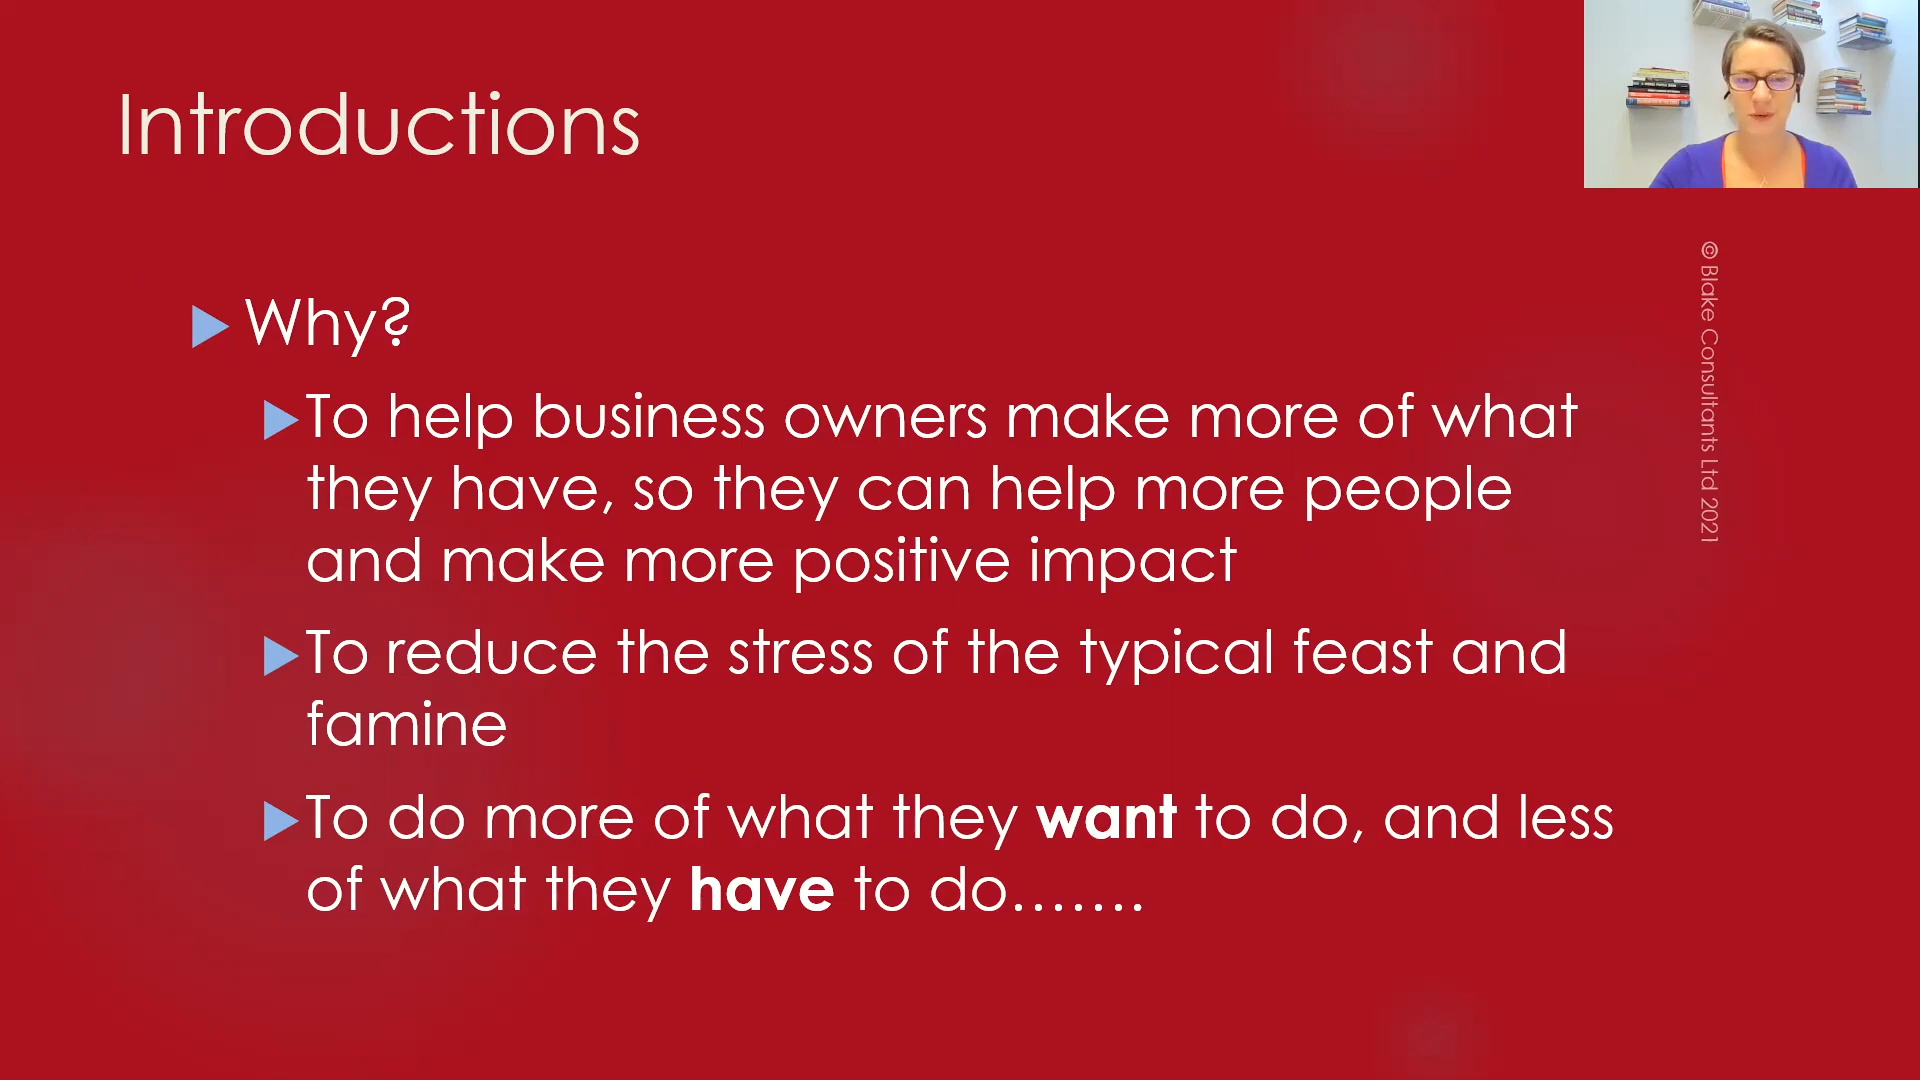 Introductions
Why?
To help business owners make more of what
they have, so they can help more people
and make more positive impact
To reduce the stress of the typical feast and
famine
To do more of what they want to do, and less
of what they have to do.......
© Blake Consultants Ltd 2021